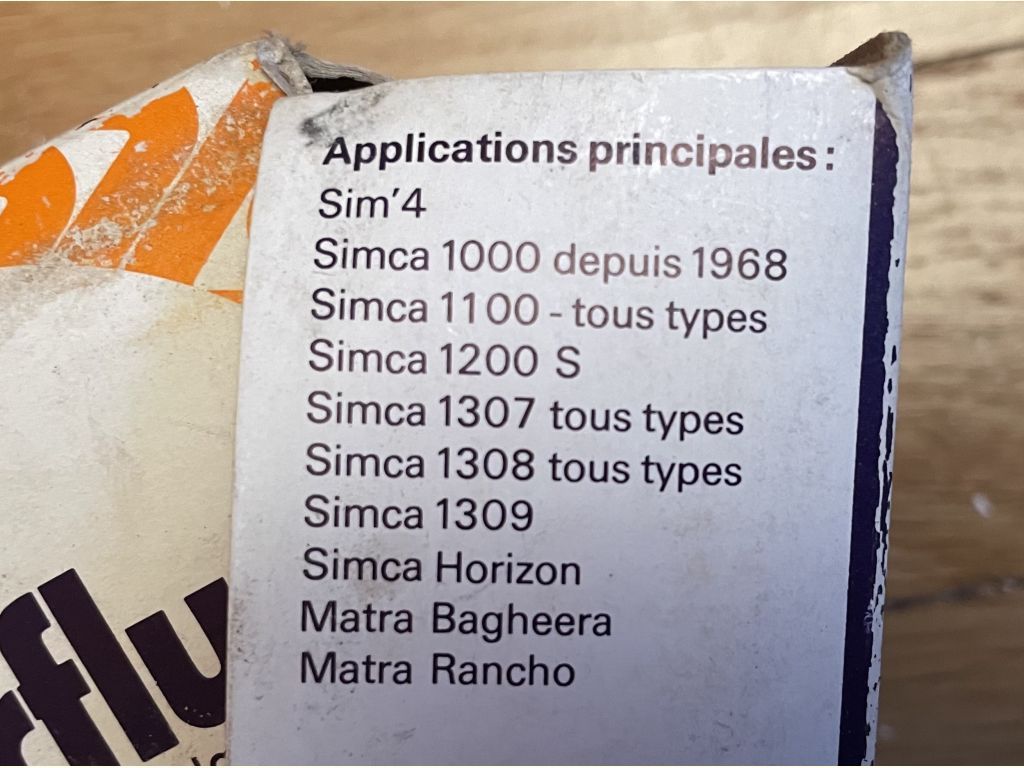 Applications principales :
Sim'4
Simca 1000 depuis 1968
Simca 1100 - tous types
Simca 1200 S
Simca 1307 tous types
Simca 1308 tous types
Simca 1309
Simca Horizon
Matra Bagheera
Matra Rancho